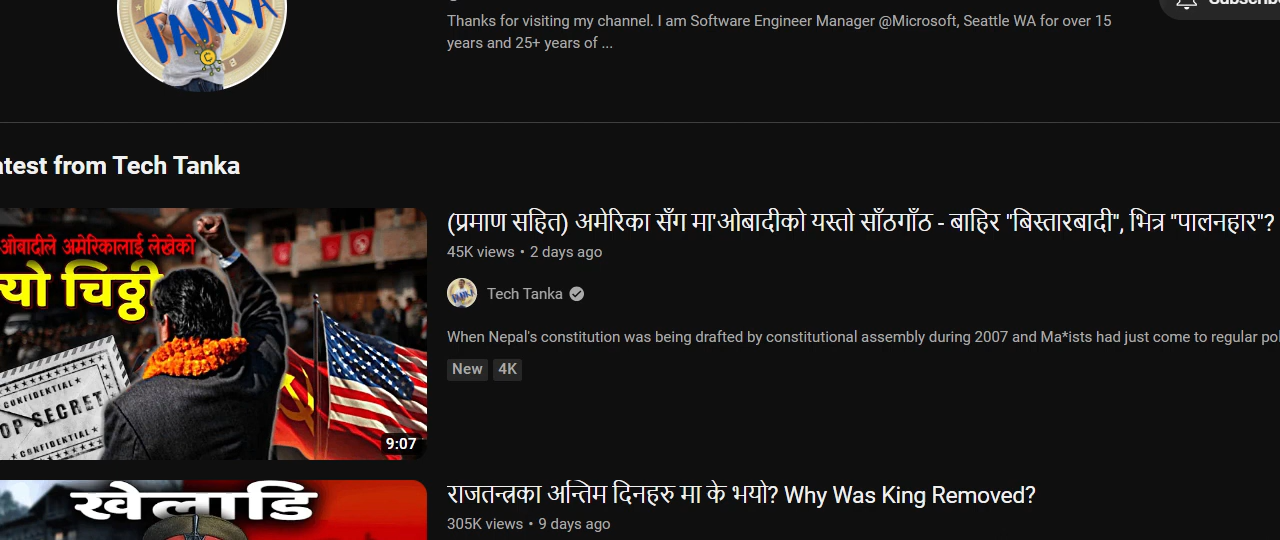 TANKA
Thanks for visiting my channel. I am Software Engineer Manager @Microsoft, Seattle WA for over 15
years and 25+ years of ...
atest from Tech Tanka
ओबादीले अमेरिकालाई लेखेको
यो चिठ्ठी
CONFIDENTIAL
OP SECRET
CONFIDENTIAL
9:07
(प्रमाण सहित) अमेरिका सँग मा'ओबादीको यस्तो साँठगाँठ - बाहिर "बिस्तारबादी", भित्र "पालनहार"?
45K views • 2 days ago
Tech Tanka
When Nepal's constitution was being drafted by constitutional assembly during 2007 and Ma*ists had just come to regular pol
New 4K
खेलाडि
राजतन्त्रका अन्तिम दिनहरु मा के भयो? Why Was King Removed?
305K views • 9 days ago